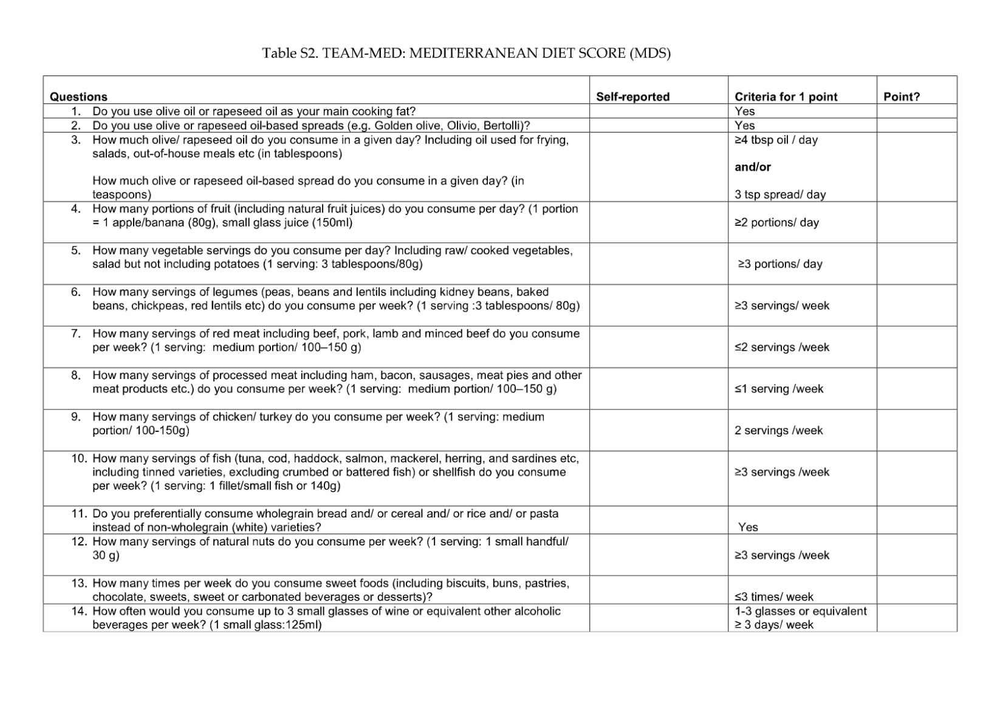 Table S2. TEAM-MED: MEDITERRANEAN DIET SCORE (MDS)
Questions
Self-reported
Criteria for 1 point
Point?
1. Do you use olive oil or rapeseed oil as your main cooking fat?
Yes
2. Do you use olive or rapeseed oil-based spreads (e.g. Golden olive, Olivio, Bertolli)?
Yes
3. How much olive/ rapeseed oil do you consume in a given day? Including oil used for frying,
salads, out-of-house meals etc (in tablespoons)
How much olive or rapeseed oil-based spread do you consume in a given day? (in
teaspoons)
≥4 tbsp oil / day
and/or
3 tsp spread/ day
4. How many portions of fruit (including natural fruit juices) do you consume per day? (1 portion
= 1 apple/banana (80g), small glass juice (150ml)
≥2 portions/ day
5. How many vegetable servings do you consume per day? Including raw/ cooked vegetables,
salad but not including potatoes (1 serving: 3 tablespoons/80g)
≥3 portions/ day
6. How many servings of legumes (peas, beans and lentils including kidney beans, baked
beans, chickpeas, red lentils etc) do you consume per week? (1 serving :3 tablespoons/ 80g)
≥3 servings/ week
7. How many servings of red meat including beef, pork, lamb and minced beef do you consume
per week? (1 serving: medium portion/ 100–150 g)
≤2 servings /week
8. How many servings of processed meat including ham, bacon, sausages, meat pies and other
meat products etc.) do you consume per week? (1 serving: medium portion/ 100–150 g)
≤1 serving /week
9. How many servings of chicken/ turkey do you consume per week? (1 serving: medium
portion/ 100-150g)
2 servings /week
10. How many servings of fish (tuna, cod, haddock, salmon, mackerel, herring, and sardines etc,
including tinned varieties, excluding crumbed or battered fish) or shellfish do you consume
per week? (1 serving: 1 fillet/small fish or 140g)
≥3 servings /week
11. Do you preferentially consume wholegrain bread and/ or cereal and/ or rice and/ or pasta
instead of non-wholegrain (white) varieties?
Yes
12. How many servings of natural nuts do you consume per week? (1 serving: 1 small handful/
30 g)
≥3 servings /week
13. How many times per week do you consume sweet foods (including biscuits, buns, pastries,
chocolate, sweets, sweet or carbonated beverages or desserts)?
≤3 times/ week
14. How often would you consume up to 3 small glasses of wine or equivalent other alcoholic
beverages per week? (1 small glass:125ml)
1-3 glasses or equivalent
≥ 3 days/ week